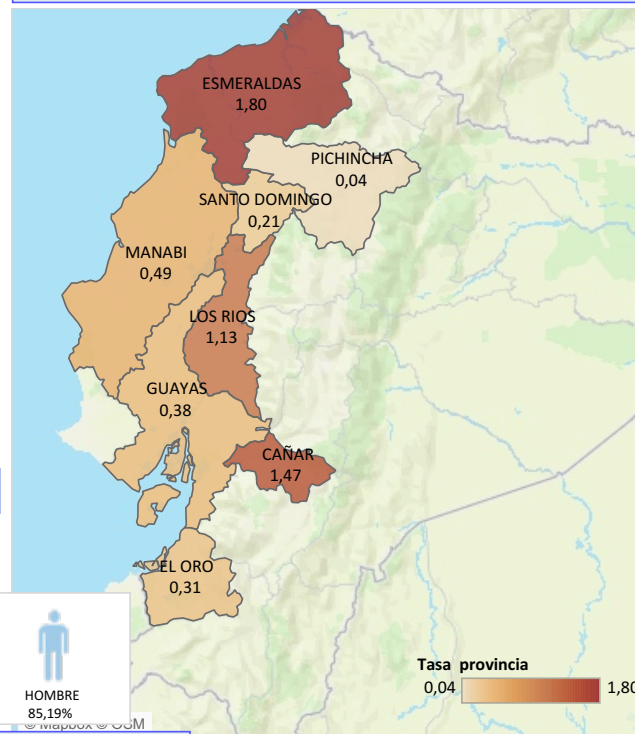 ESMERALDAS
1,80
PICHINCHA
0,04
SANTO DOMINGO
0,21
MANABI
0,49
LOS RIOS
1,13
GUAYAS
0,38
CAÑAR
1,47
EL ORO
0,31
HOMBRE
85,19%
Tasa provincia
0,04 1,80
© Mapbox © OSM